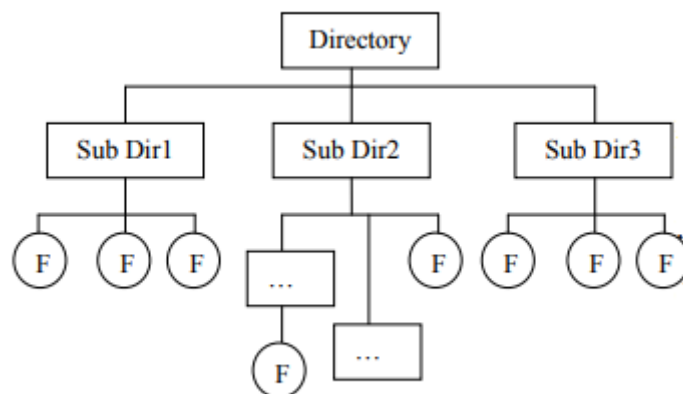 Directory
Sub Dir1 Sub Dir2 Sub Dir3
F F F F F F F
...
...
F